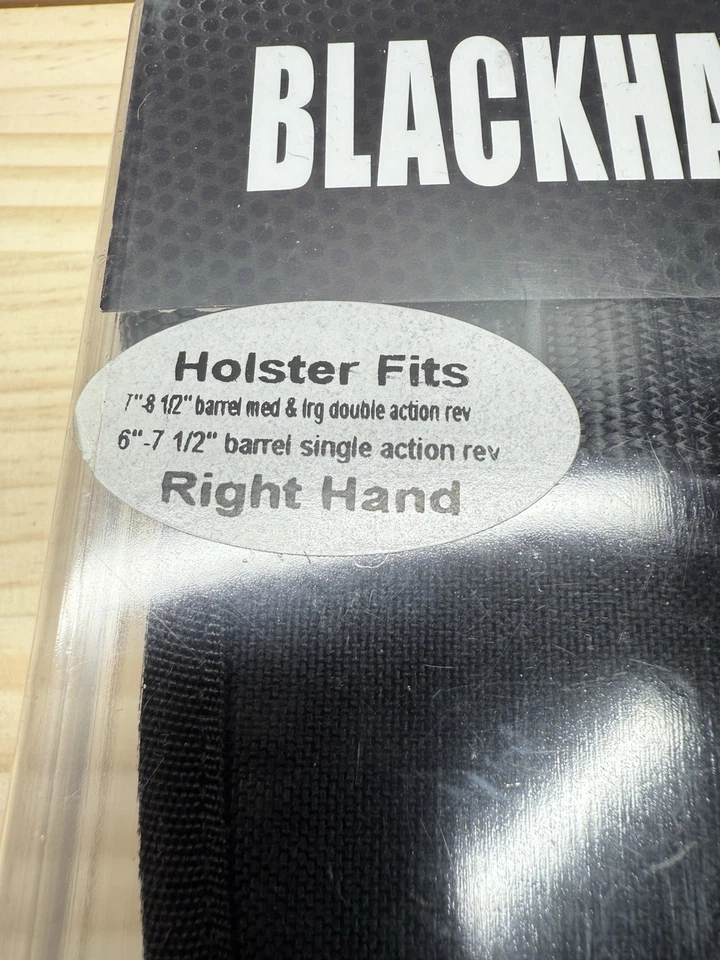 BLACKHA
Holster Fits
7"-8 1/2" barrel med & lrg double action rev
6"-7 1/2" barrel single action rev
Right Hand